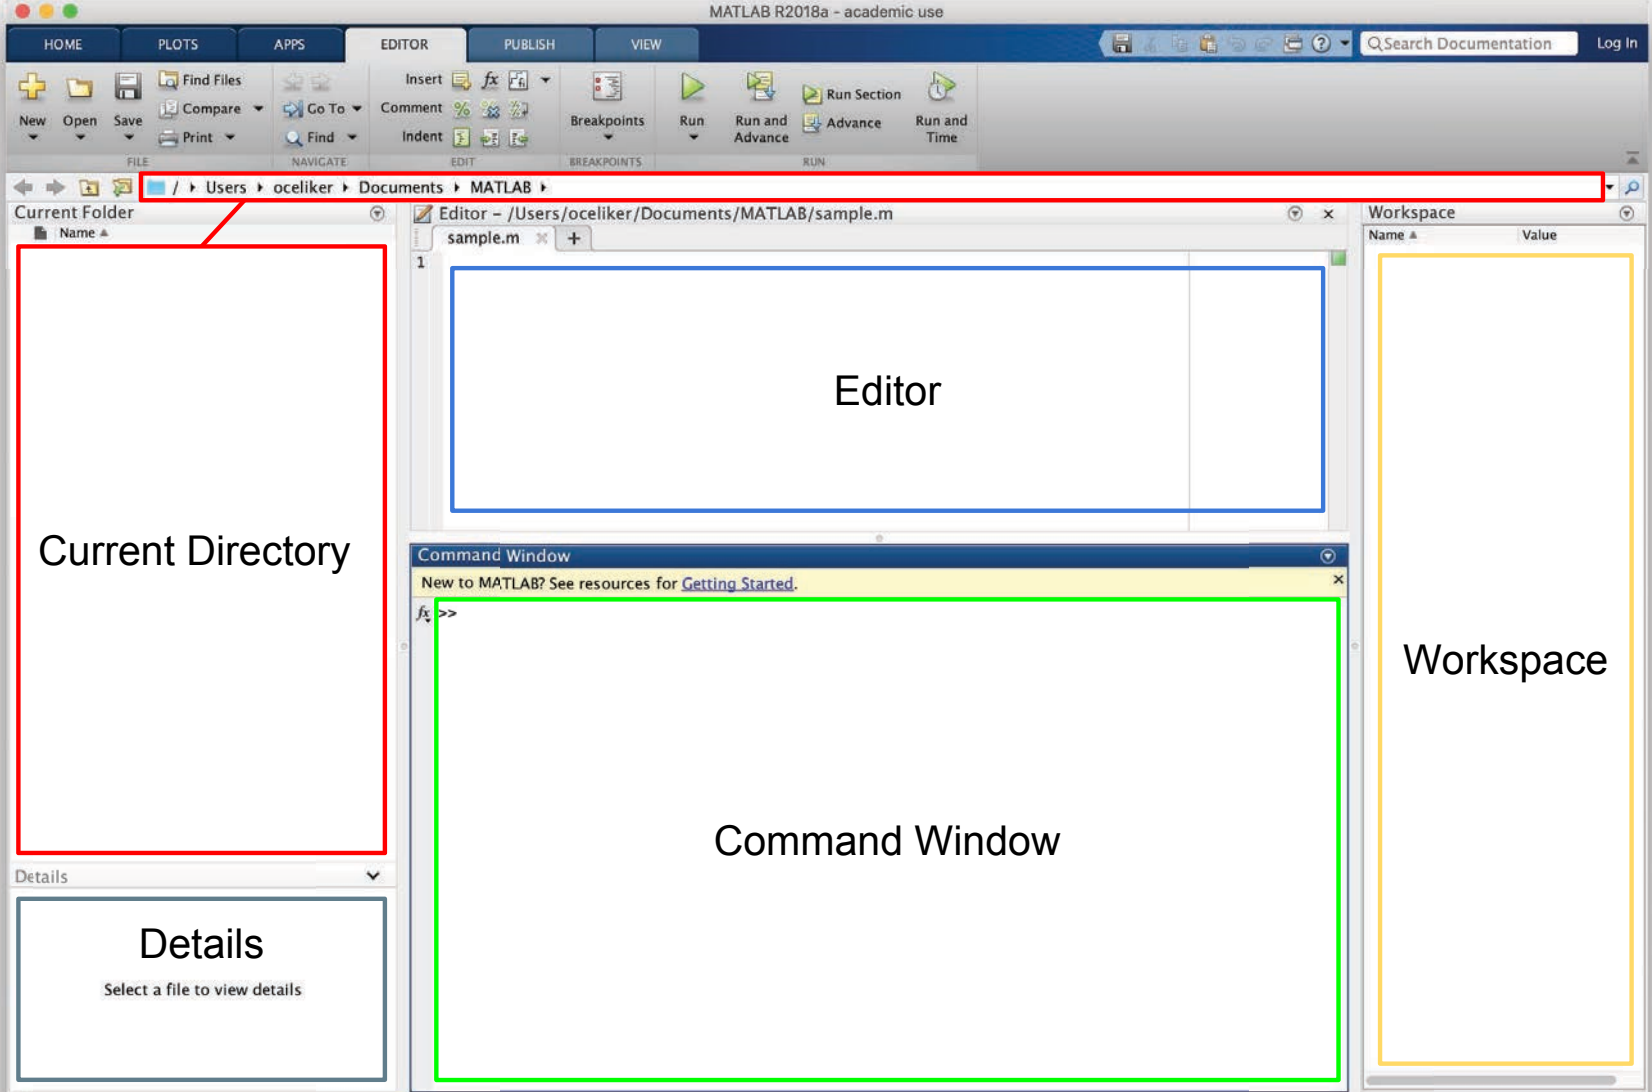 MATLAB R2018a - academic use
HOME PLOTS APPS EDITOR PUBLISH VIEW Search Documentation Log In
New Open Save Find Files Compare Print Go To Find Insert fx Comment Indent Breakpoints Run Run and Advance Run Section Advance Run and Time
FILE NAVIGATE EDIT BREAKPOINTS RUN
/ Users oceliker Documents MATLAB
Current Folder
Name
Current Directory
Details
Details
Select a file to view details
Editor – /Users/oceliker/Documents/MATLAB/sample.m
sample.m +
1
Editor
Command Window
New to MATLAB? See resources for Getting Started.
fx >>
Command Window
Workspace
Name Value
Workspace